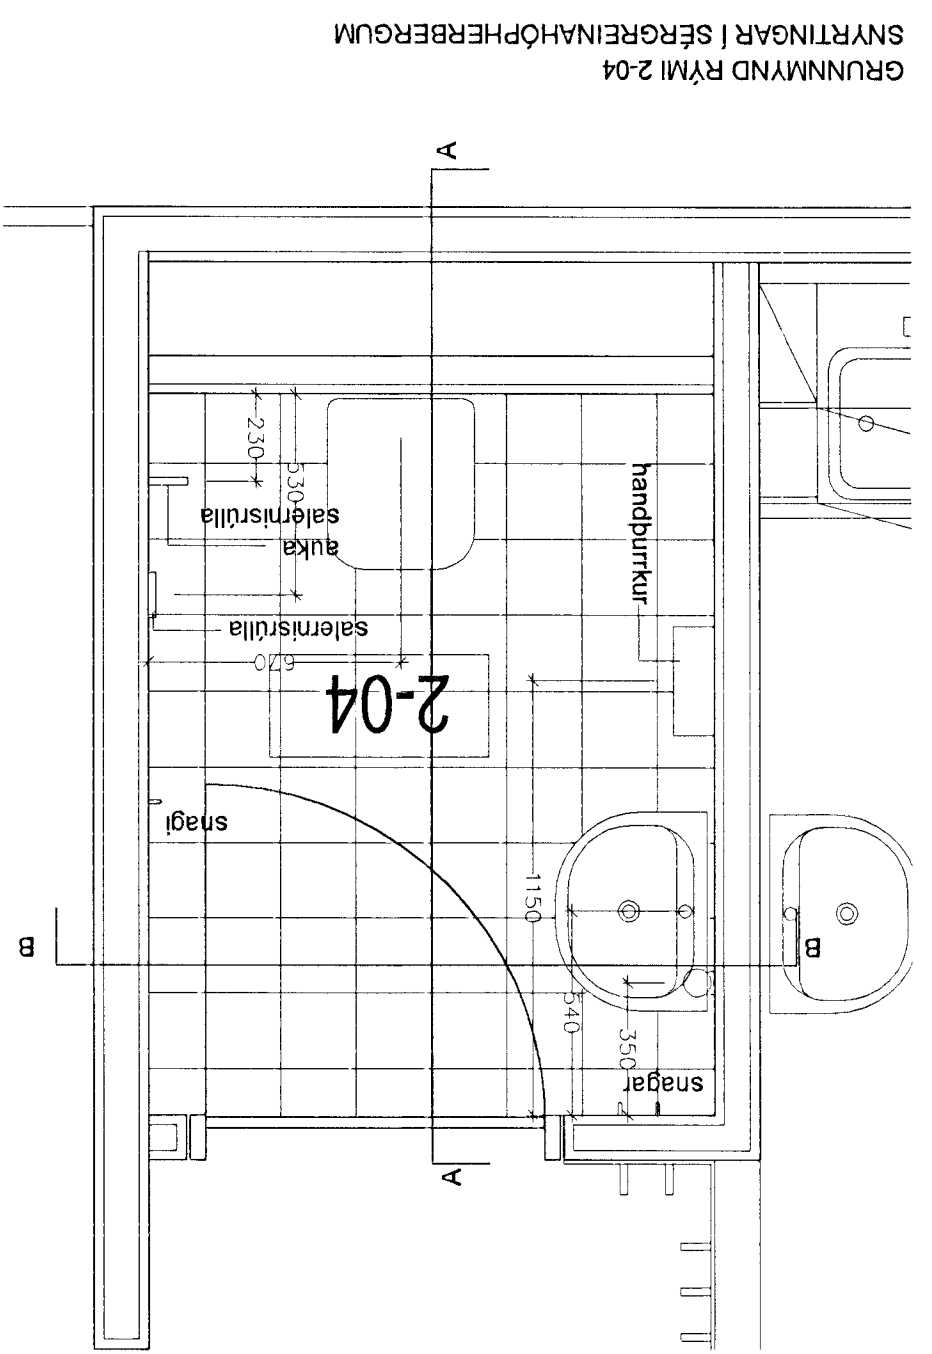 GRUNNMYND RÝMI 2-04
SNYRTINGAR Í SÉRGREINAHÓPHERBERGUM
A
snagar
350
540
B
B
1150
snagi
2-04
670
salernisrúlla
handþurrkur
auka
salernisrúlla
530
230
A